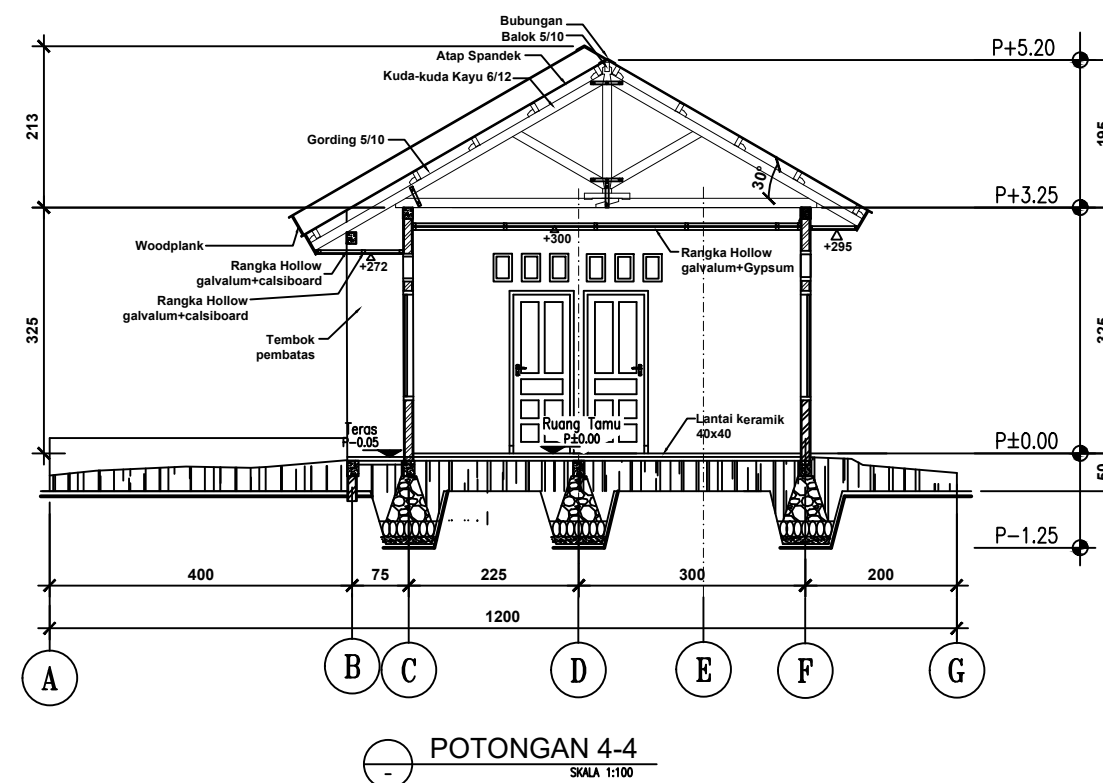 Bubungan
Balok 5/10
Atap Spandek
Kuda-kuda Kayu 6/12
Gording 5/10
P+5.20
213
195
30°
P+3.25
Woodplank
+300
+295
Rangka Hollow
galvalum+calsiboard
+272
Rangka Hollow
galvalum+Gypsum
Rangka Hollow
galvalum+calsiboard
325
325
Tembok
pembatas
Teras
P-0.05
Ruang Tamu
P±0.00
Lantai keramik
40x40
P±0.00
50
P-1.25
400
75
225
300
200
1200
A
B
C
D
E
F
G
POTONGAN 4-4
-
SKALA 1:100